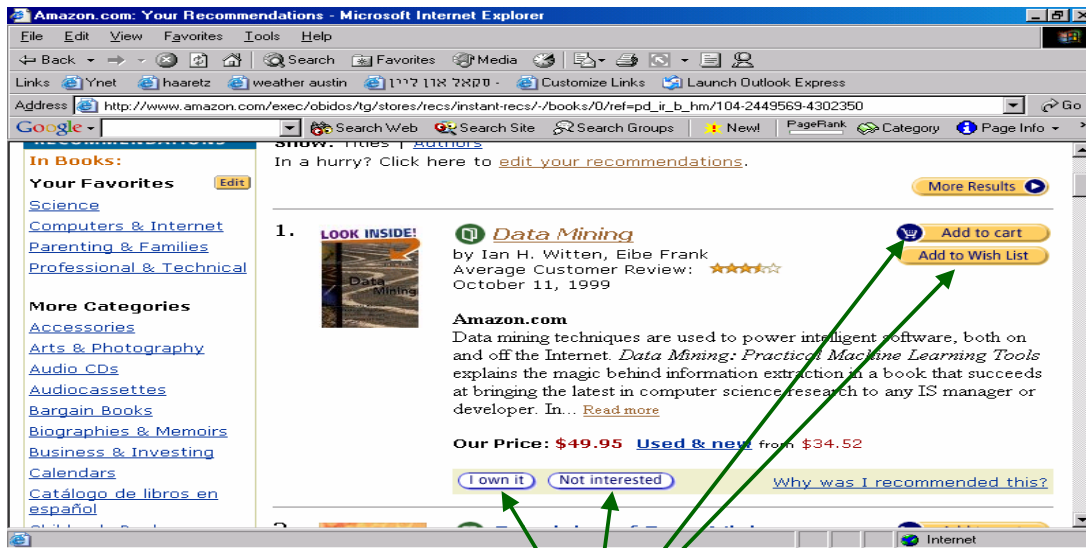 Amazon.com: Your Recommendations - Microsoft Internet Explorer
File Edit View Favorites Tools Help
Back Search Favorites Media
Links Ynet haaretz weather austin סקאל און ליין - Customize Links Launch Outlook Express
Address http://www.amazon.com/exec/obidos/tg/stores/recs/instant-recs/-/books/0/ref=pd_ir_b_hm/104-2449569-4302350 Go
Google Search Web Search Site Search Groups New! PageRank Category Page Info
RECOMMENDATIONS
In Books:
Your Favorites Edit
Science
Computers & Internet
Parenting & Families
Professional & Technical
More Categories
Accessories
Arts & Photography
Audio CDs
Audiocassettes
Bargain Books
Biographies & Memoirs
Business & Investing
Calendars
Catálogo de libros en
español
Show: Titles | Authors
In a hurry? Click here to edit your recommendations.
More Results
1. LOOK INSIDE! Data Mining Add to cart
Data Mining
by Ian H. Witten, Eibe Frank Add to Wish List
Average Customer Review:
October 11, 1999
Amazon.com
Data mining techniques are used to power intelligent software, both on
and off the Internet. Data Mining: Practical Machine Learning Tools
explains the magic behind information extraction in a book that succeeds
at bringing the latest in computer science research to any IS manager or
developer. In... Read more
Our Price: $49.95 Used & new from $34.52
I own it Not interested Why was I recommended this?
Internet